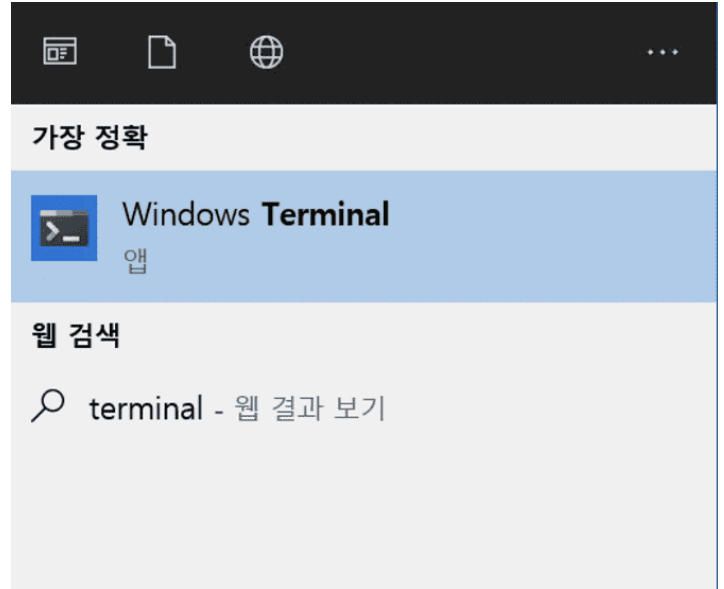 가장 정확
Windows Terminal
앱
웹 검색
terminal - 웹 결과 보기